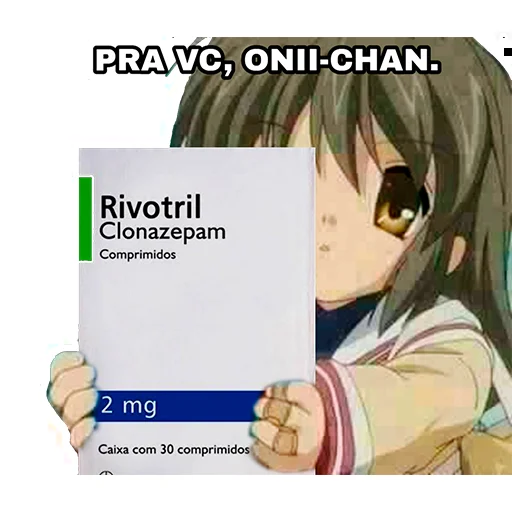 PRA VC, ONII-CHAN.
Rivotril
Clonazepam
Comprimidos
2 mg
Caixa com 30 comprimidos